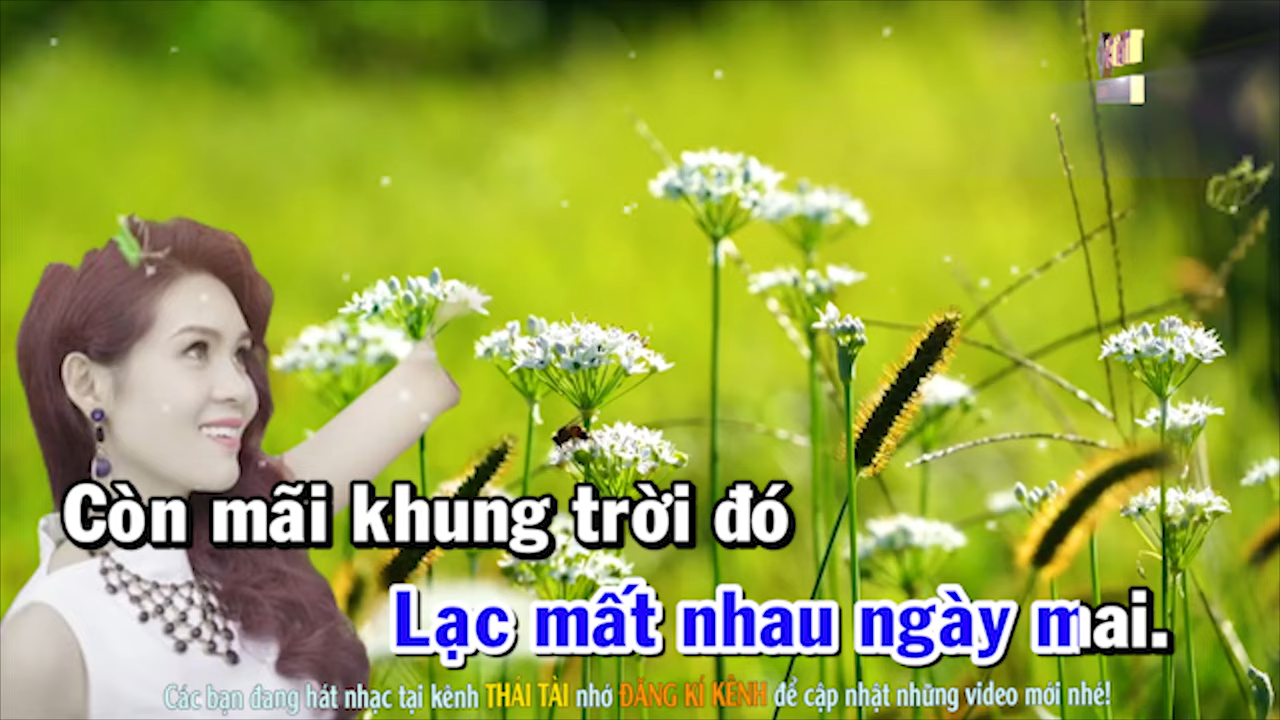 Còn mãi khung trời đó
Lạc mất nhau ngày mai.
Các bạn đang hát nhạc tại kênh THÁI TÀI nhớ ĐĂNG KÍ KÊNH để cập nhật những video mới nhé!